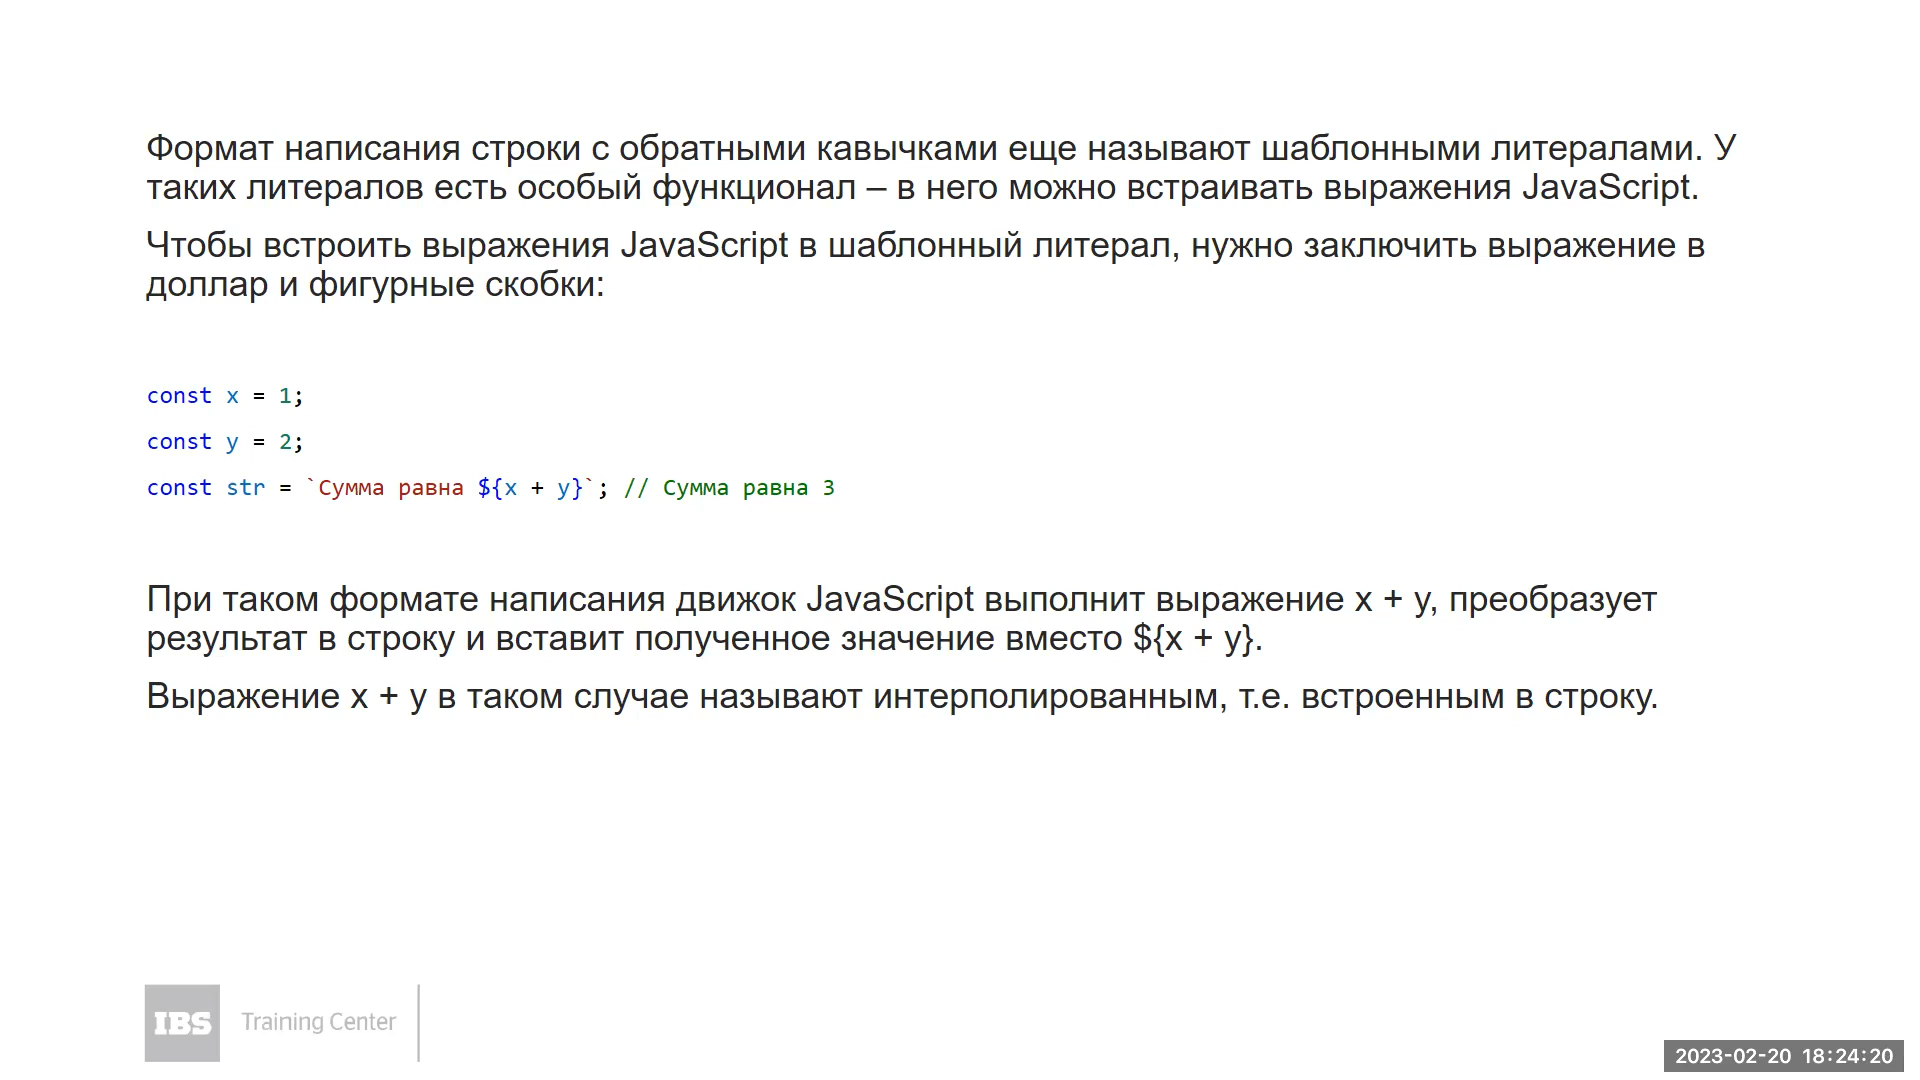 Формат написания строки с обратными кавычками еще называют шаблонными литералами. У
таких литералов есть особый функционал – в него можно встраивать выражения JavaScript.
Чтобы встроить выражения JavaScript в шаблонный литерал, нужно заключить выражение в
доллар и фигурные скобки:
const x = 1;
const y = 2;
const str = `Сумма равна ${x + y}`; // Сумма равна 3
При таком формате написания движок JavaScript выполнит выражение x + y, преобразует
результат в строку и вставит полученное значение вместо ${x + y}.
Выражение x + y в таком случае называют интерполированным, т.е. встроенным в строку.
IBS Training Center
2023-02-20 18:24:20